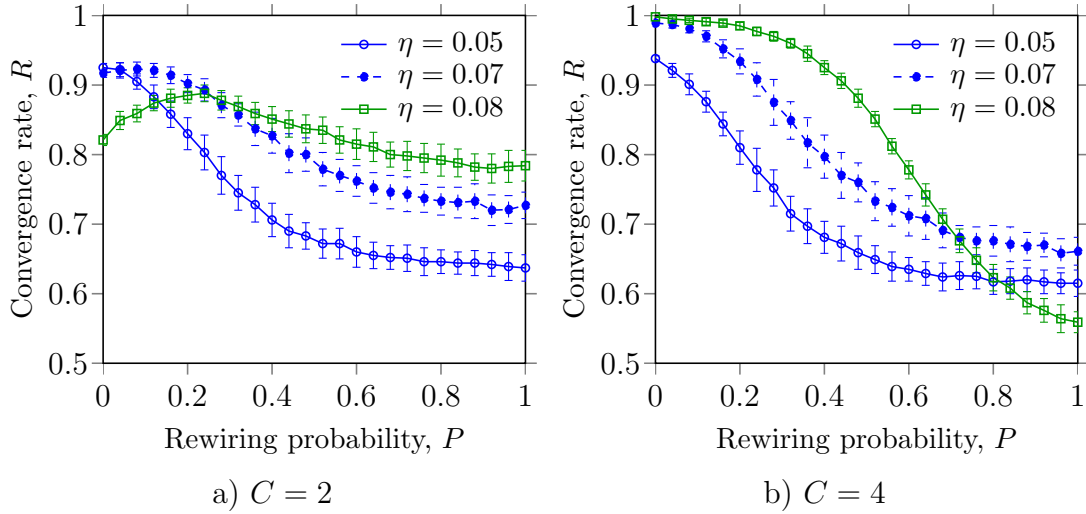 1
0.9
0.8
0.7
0.6
0.5
0 0.2 0.4 0.6 0.8 1
Convergence rate, R
Rewiring probability, P
η = 0.05
η = 0.07
η = 0.08
a) C = 2
1
0.9
0.8
0.7
0.6
0.5
0 0.2 0.4 0.6 0.8 1
Convergence rate, R
Rewiring probability, P
η = 0.05
η = 0.07
η = 0.08
b) C = 4